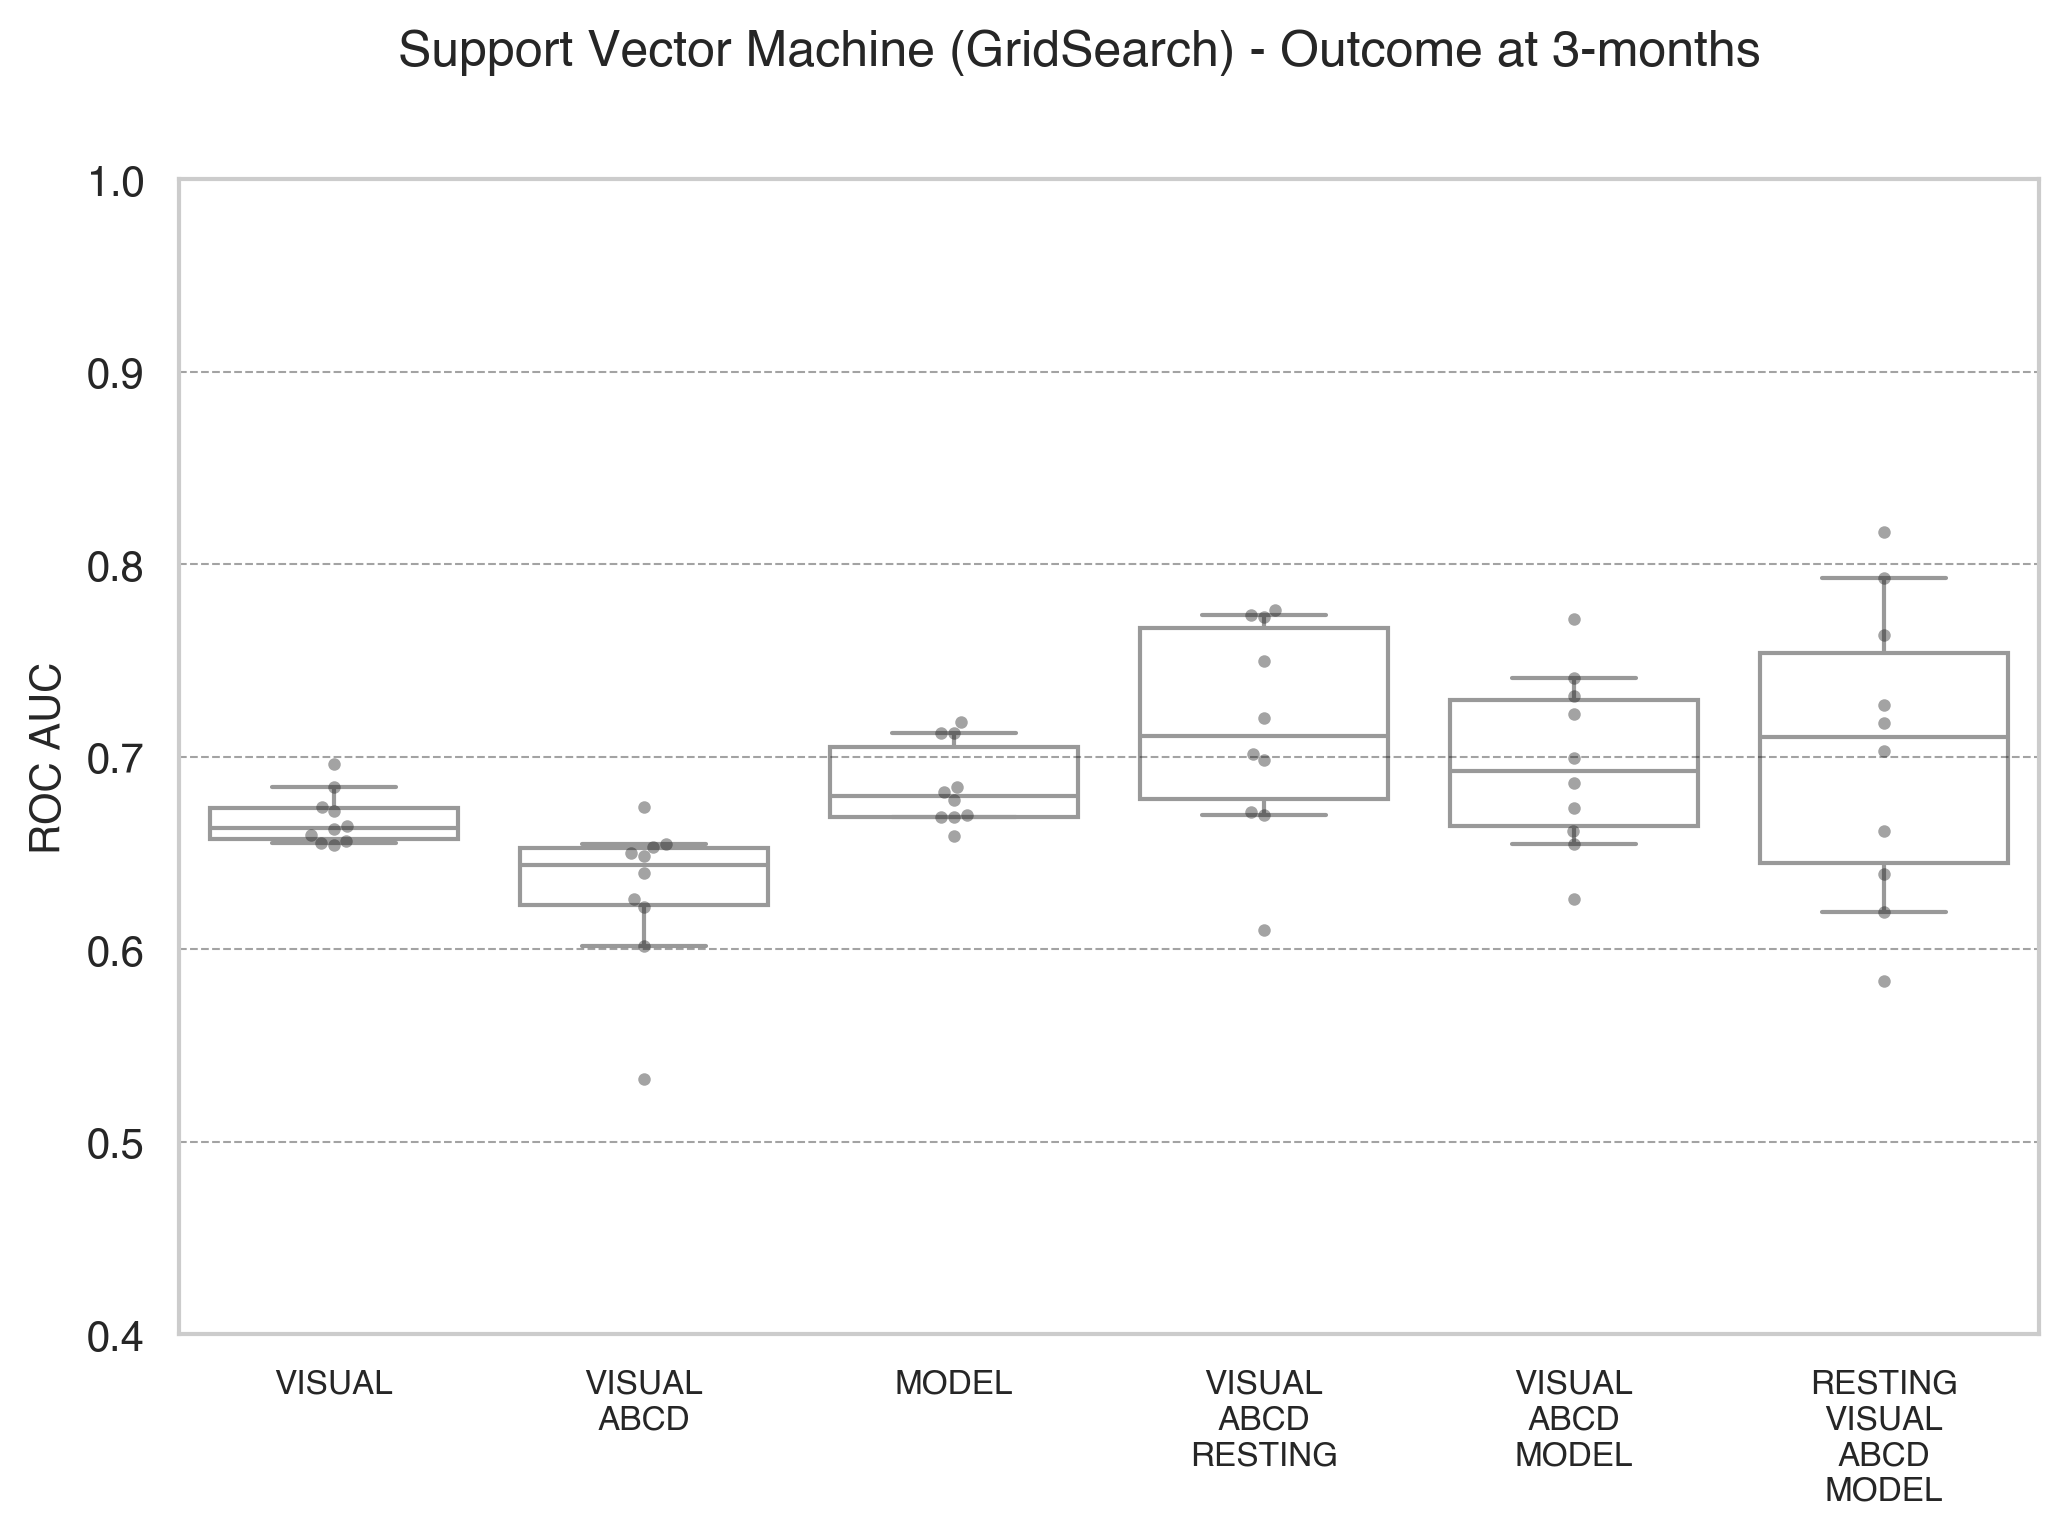 Support Vector Machine (GridSearch) - Outcome at 3-months
1.0
0.9
0.8
0.7
0.6
0.5
0.4
ROC AUC
VISUAL
VISUAL
ABCD
MODEL
VISUAL
ABCD
RESTING
VISUAL
ABCD
MODEL
RESTING
VISUAL
ABCD
MODEL